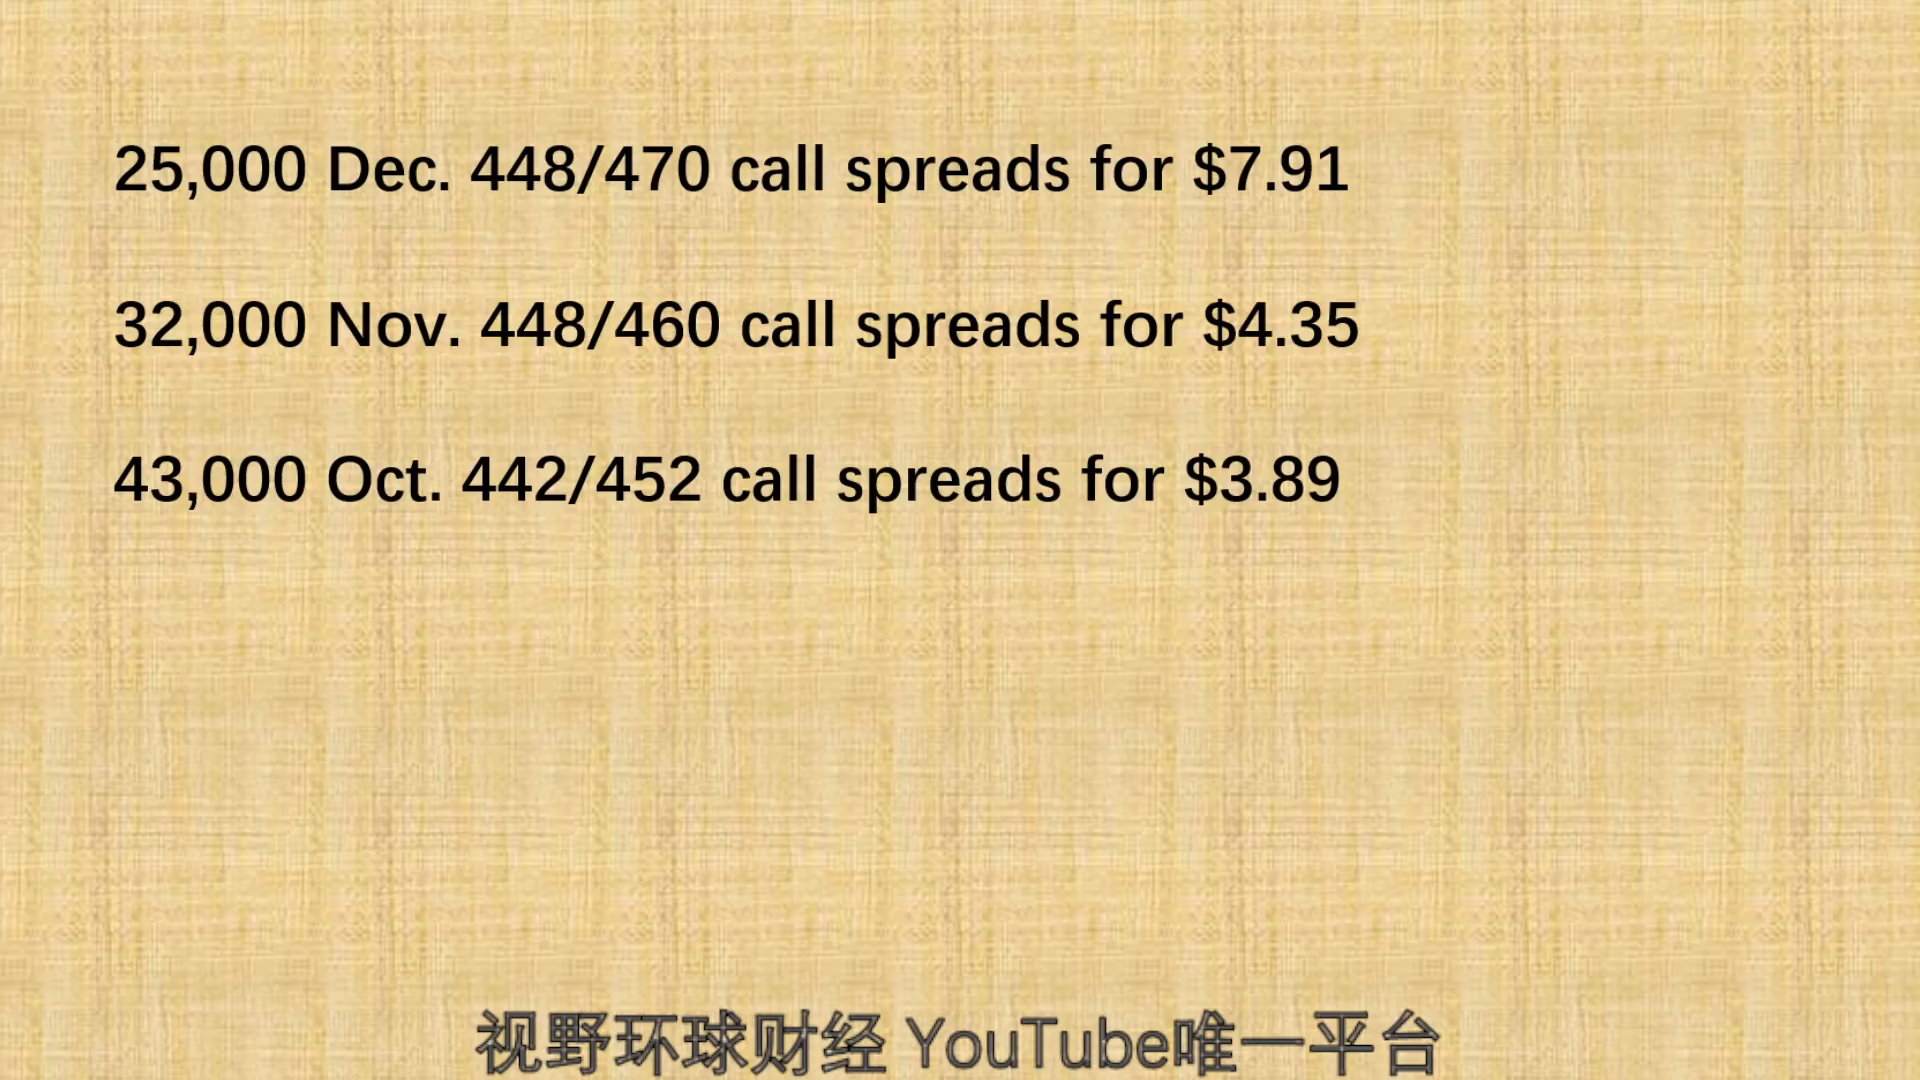 25,000 Dec. 448/470 call spreads for $7.91
32,000 Nov. 448/460 call spreads for $4.35
43,000 Oct. 442/452 call spreads for $3.89
视野环球财经 YouTube唯一平台